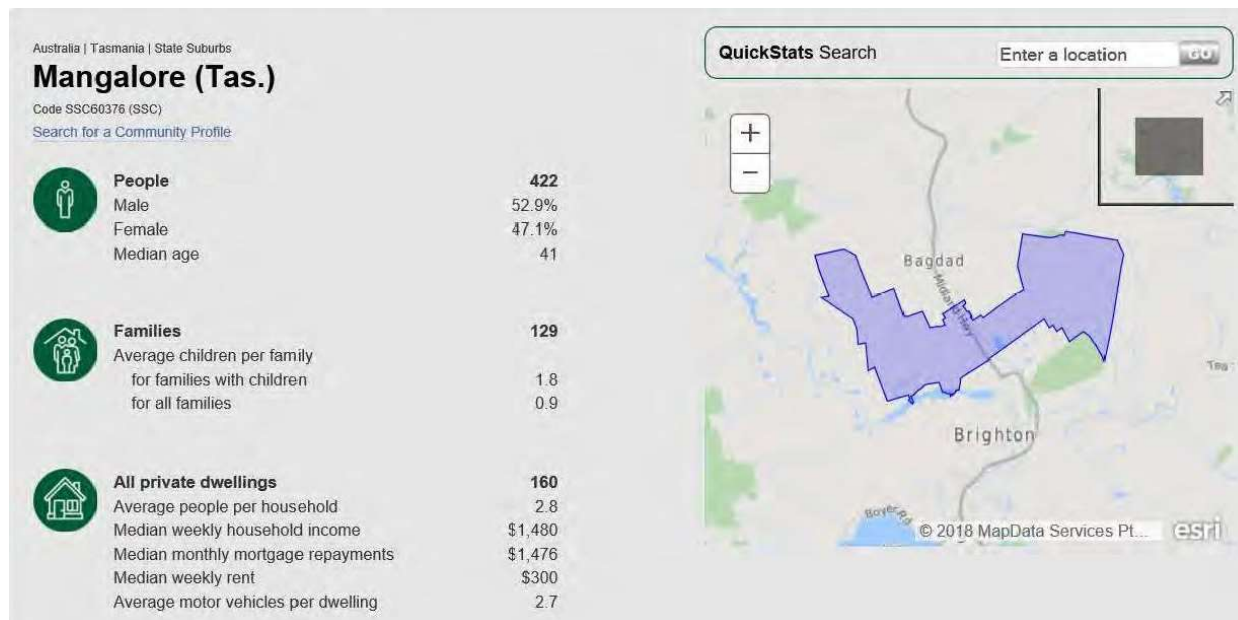 Australia | Tasmania | State Suburbs
Mangalore (Tas.)
Code SSC60376 (SSC)
Search for a Community Profile
People 422
Male 52.9%
Female 47.1%
Median age 41
Families 129
Average children per family
for families with children 1.8
for all families 0.9
All private dwellings 160
Average people per household 2.8
Median weekly household income $1,480
Median monthly mortgage repayments $1,476
Median weekly rent $300
Average motor vehicles per dwelling 2.7
QuickStats Search Enter a location GO
+
−
Bagdad
Midland Hwy
Tea
Brighton
Boyer Rd
© 2018 MapData Services Pt...
esri